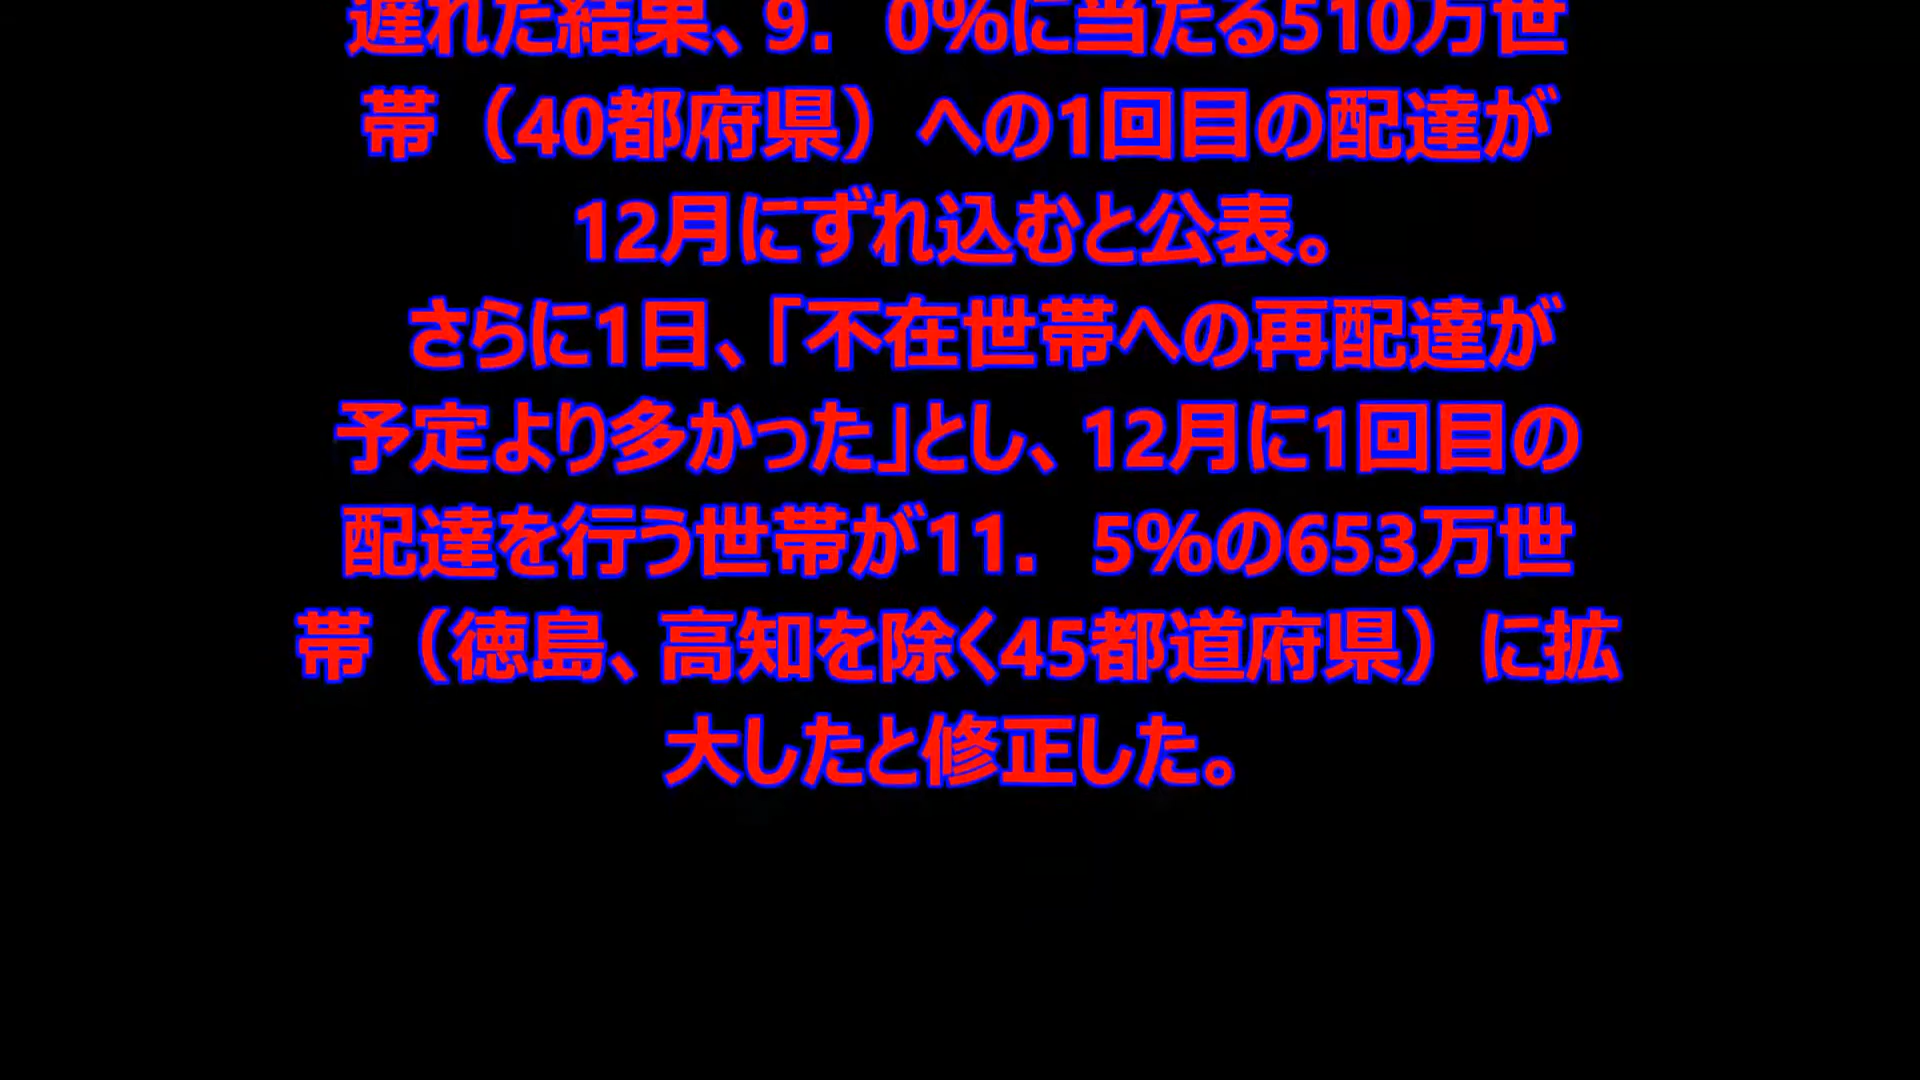 遅れた結果、9．0％に当たる510万世
帯（40都府県）への1回目の配達が
12月にずれ込むと公表。
さらに1日、「不在世帯への再配達が
予定より多かった」とし、12月に1回目の
配達を行う世帯が11．5％の653万世
帯（徳島、高知を除く45都道府県）に拡
大したと修正した。